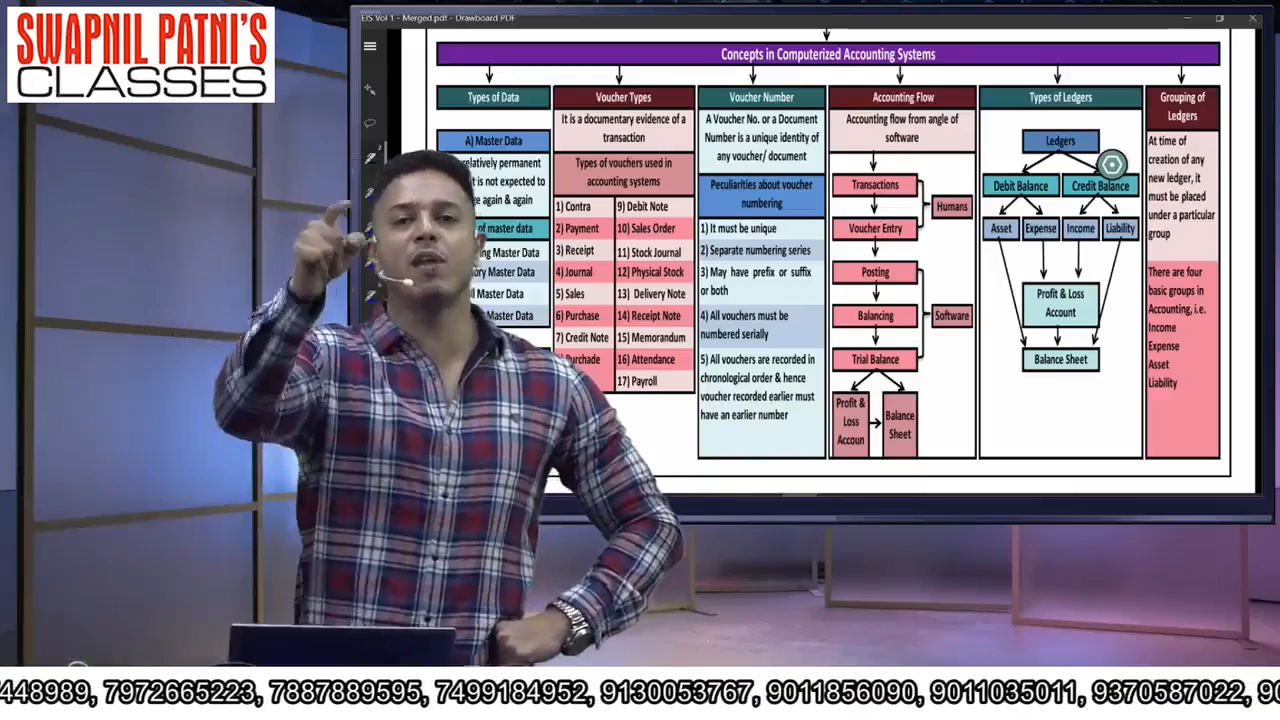 SWAPNIL PATNI'S
CLASSES
EIS Vol 1 - Merged.pdf - Drawboard PDF
Concepts in Computerized Accounting Systems
Types of Data
A) Master Data
relatively permanent
it is not expected to
again & again
of master data
Master Data
Master Data
Master Data
Master Data
Voucher Types
It is a documentary evidence of a
transaction
Types of vouchers used in
accounting systems
1) Contra
2) Payment
3) Receipt
4) Journal
5) Sales
6) Purchase
7) Credit Note
Purchade
9) Debit Note
10) Sales Order
11) Stock Journal
12) Physical Stock
13) Delivery Note
14) Receipt Note
15) Memorandum
16) Attendance
17) Payroll
Voucher Number
A Voucher No. or a Document
Number is a unique identity of
any voucher/ document
Peculiarities about voucher
numbering
1) It must be unique
2) Separate numbering series
3) May have prefix or suffix
or both
4) All vouchers must be
numbered serially
5) All vouchers are recorded in
chronological order & hence
voucher recorded earlier must
have an earlier number
Accounting Flow
Accounting flow from angle of
software
Transactions
Voucher Entry
Humans
Posting
Balancing
Software
Trial Balance
Profit &
Loss
Accoun
Balance
Sheet
Types of Ledgers
Ledgers
Debit Balance
Credit Balance
Asset
Expense
Income
Liability
Profit & Loss
Account
Balance Sheet
Grouping of
Ledgers
At time of
creation of any
new ledger, it
must be placed
under a particular
group
There are four
basic groups in
Accounting, i.e.
Income
Expense
Asset
Liability
448989, 7972665223, 7887889595, 7499184952, 9130053767, 9011856090, 9011035011, 9370587022,